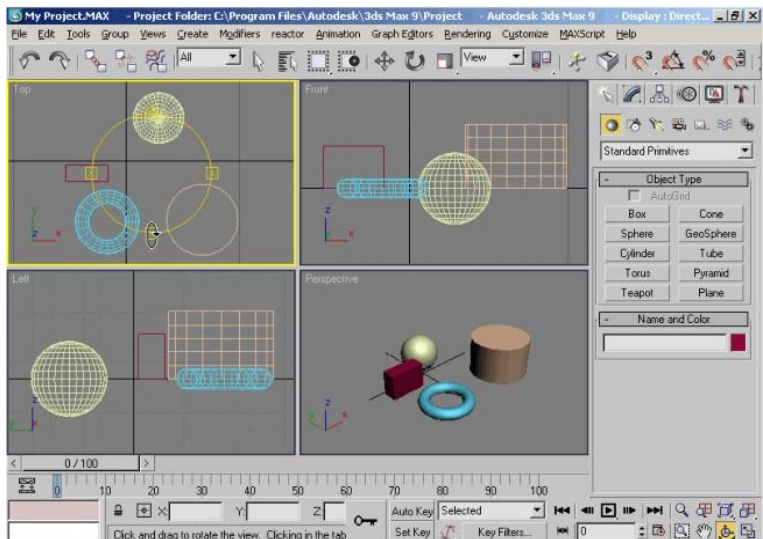 My Project.MAX - Project Folder: C:\Program Files\Autodesk\3ds Max 9\Project - Autodesk 3ds Max 9 - Display : Direct...
File Edit Tools Group Views Create Modifiers reactor Animation Graph Editors Rendering Customize MAXScript Help
All View
Top Front
Standard Primitives
- Object Type
AutoGrid
Box Cone
Sphere GeoSphere
Cylinder Tube
Torus Pyramid
Teapot Plane
- Name and Color
Left Perspective
< 0 / 100 >
0 10 20 30 40 50 60 70 80 90 100
X: Y: Z: Auto Key Selected
Click and drag to rotate the view. Clicking in the tab Set Key Key Filters... 0